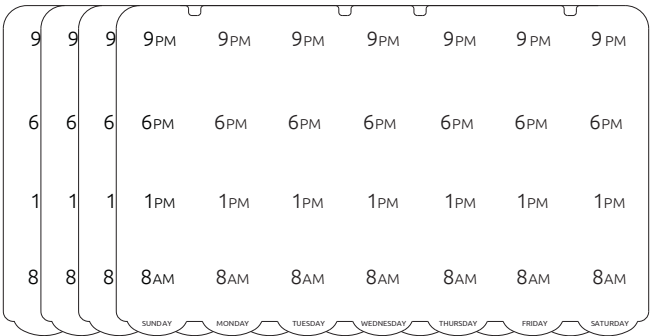 9 9 9 9PM 9PM 9PM 9PM 9PM 9PM 9PM
6 6 6 6PM 6PM 6PM 6PM 6PM 6PM 6PM
1 1 1 1PM 1PM 1PM 1PM 1PM 1PM 1PM
8 8 8 8AM 8AM 8AM 8AM 8AM 8AM 8AM
SUNDAY MONDAY TUESDAY WEDNESDAY THURSDAY FRIDAY SATURDAY